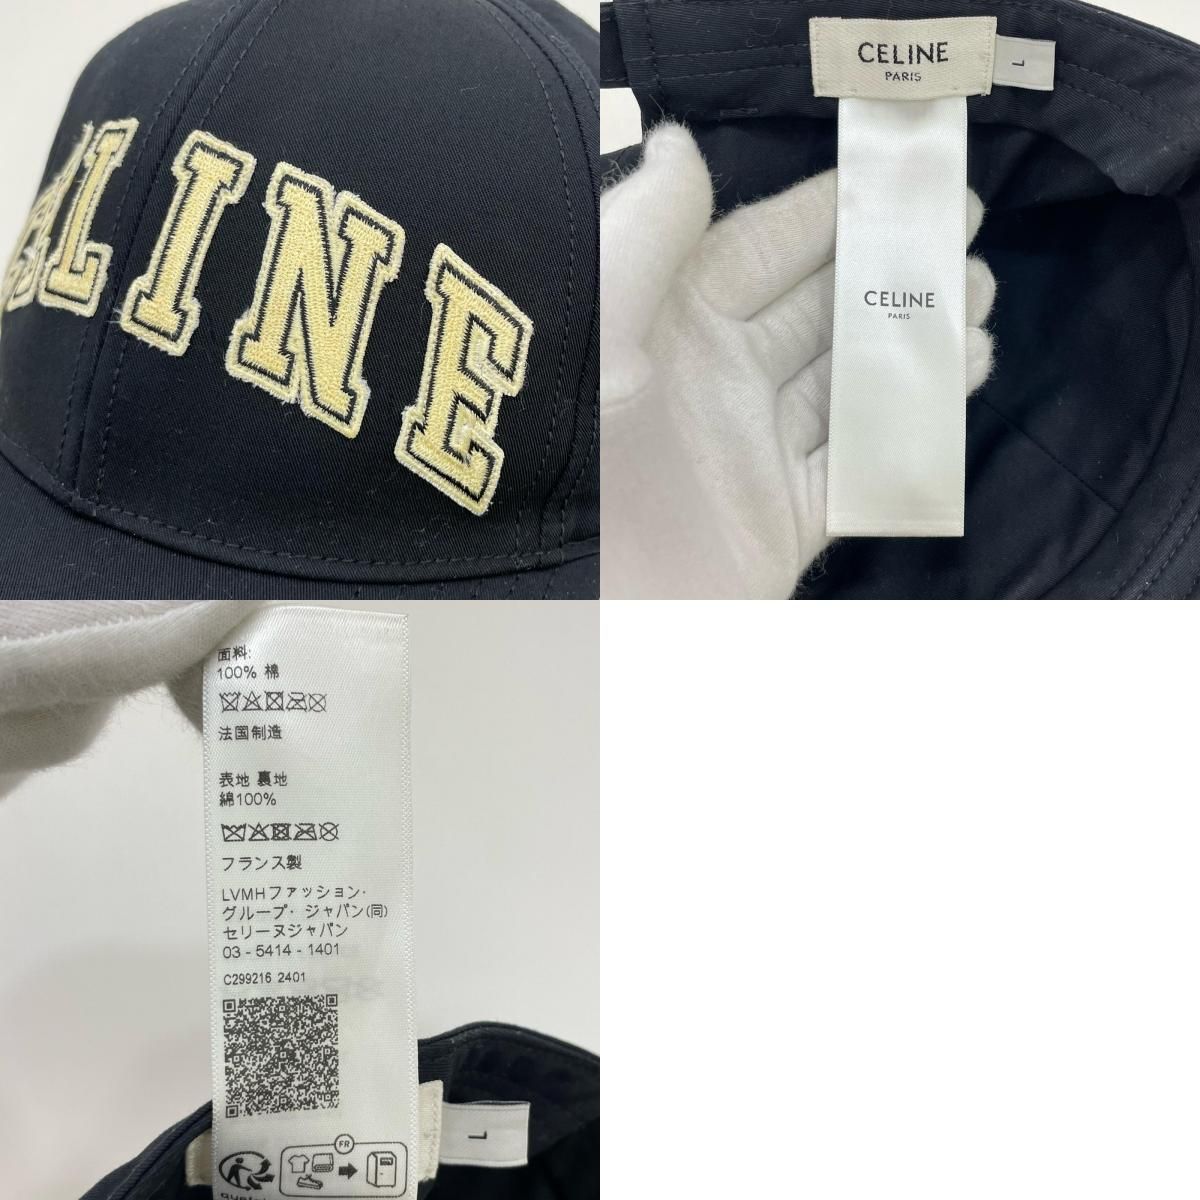 ELINE
CELINE
PARIS
L
CELINE
PARIS
面料:
100% 棉
法国制造
表地 裏地
綿100%
フランス製
LVMHファッション・
グループ・ジャパン(同)
セリーヌジャパン
03 - 5414 - 1401
C299216 2401
FR
L